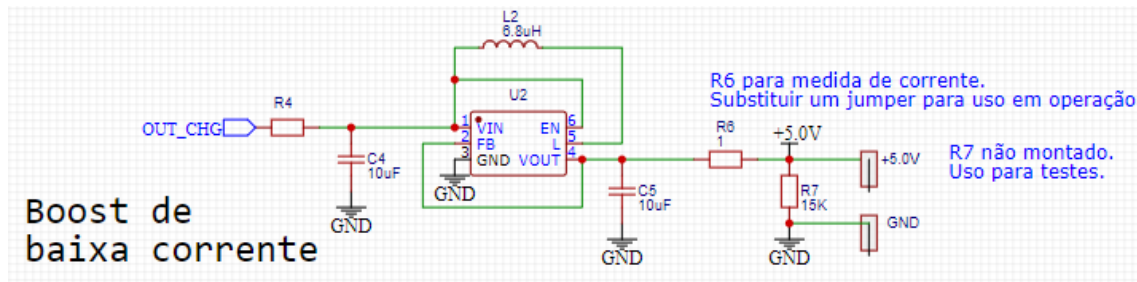 L2
6.8uH
R4
OUT_CHG
C4
10uF
GND
U2
1 VIN EN 6
2 FB L 5
3 GND VOUT 4
GND
C5
10uF
GND
R6 para medida de corrente.
Substituir um jumper para uso em operação
R6
1
+5.0V
+5.0V
R7
15K
GND
GND
R7 não montado.
Uso para testes.
Boost de
baixa corrente